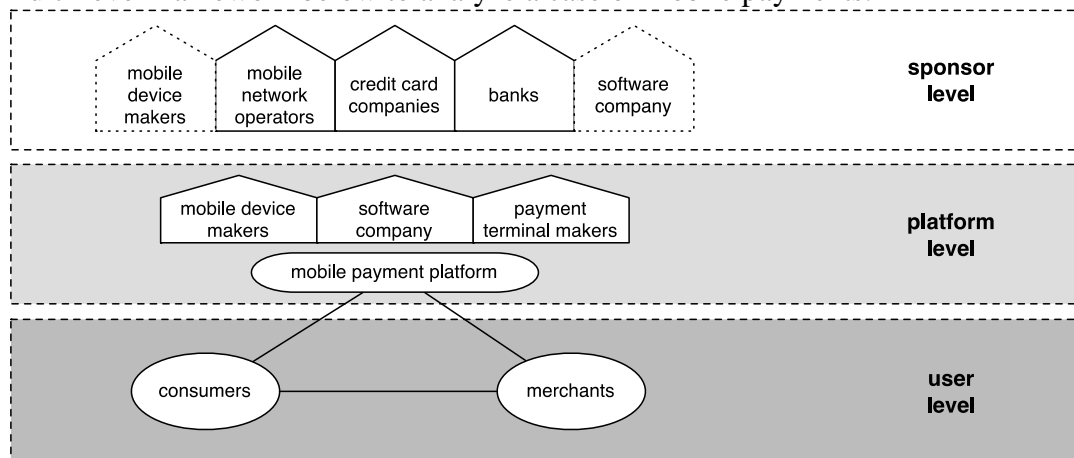 mobile
device
makers
mobile
network
operators
credit card
companies
banks
software
company
sponsor
level
mobile device
makers
software
company
payment
terminal makers
platform
level
mobile payment platform
consumers
merchants
user
level